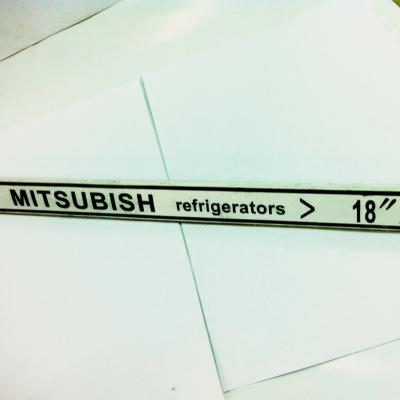 MITSUBISH refrigerators > 18"